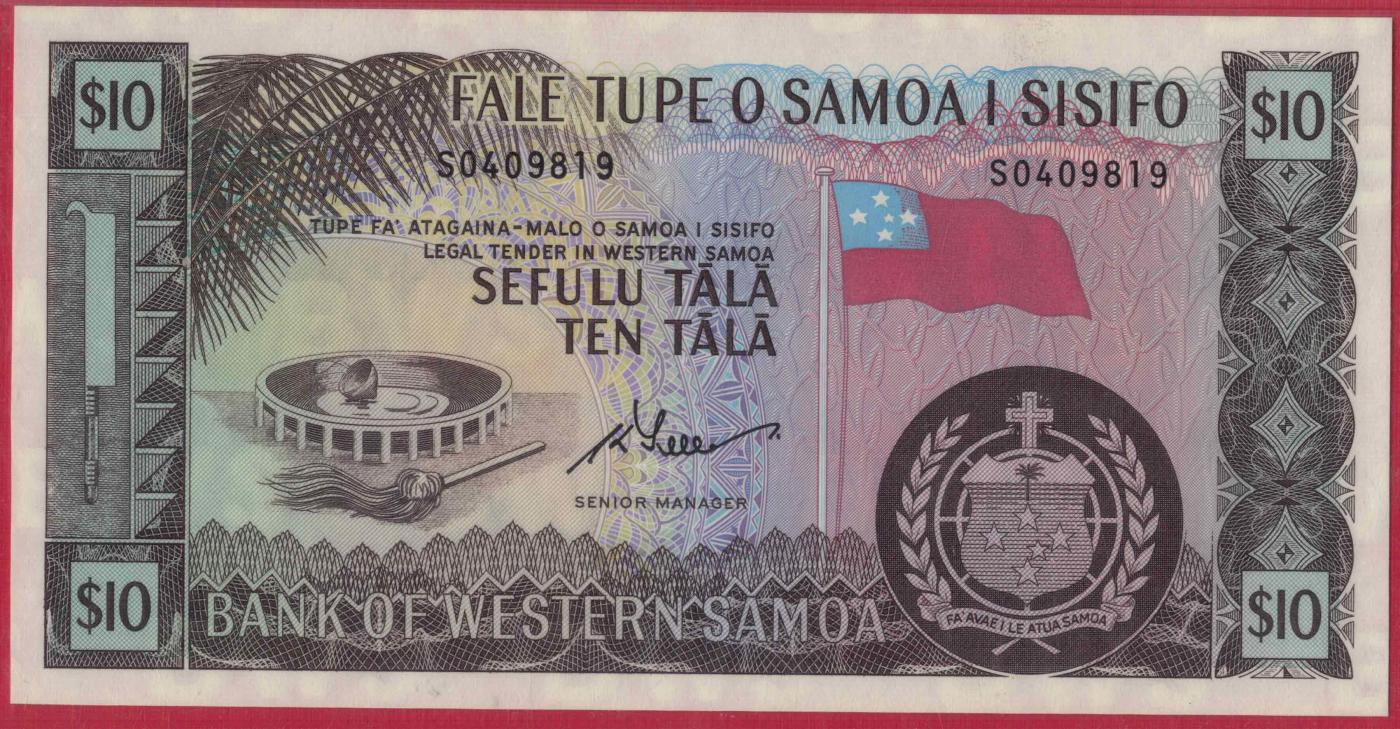 $10
FALE TUPE O SAMOA I SISIFO
$10
S0409819
S0409819
TUPE FA'ATAGAINA-MALO O SAMOA I SISIFO
LEGAL TENDER IN WESTERN SAMOA
SEFULU TĀLĀ
TEN TĀLĀ
SENIOR MANAGER
$10
BANK OF WESTERN SAMOA
FA'AVAE I LE ATUA SAMOA
$10